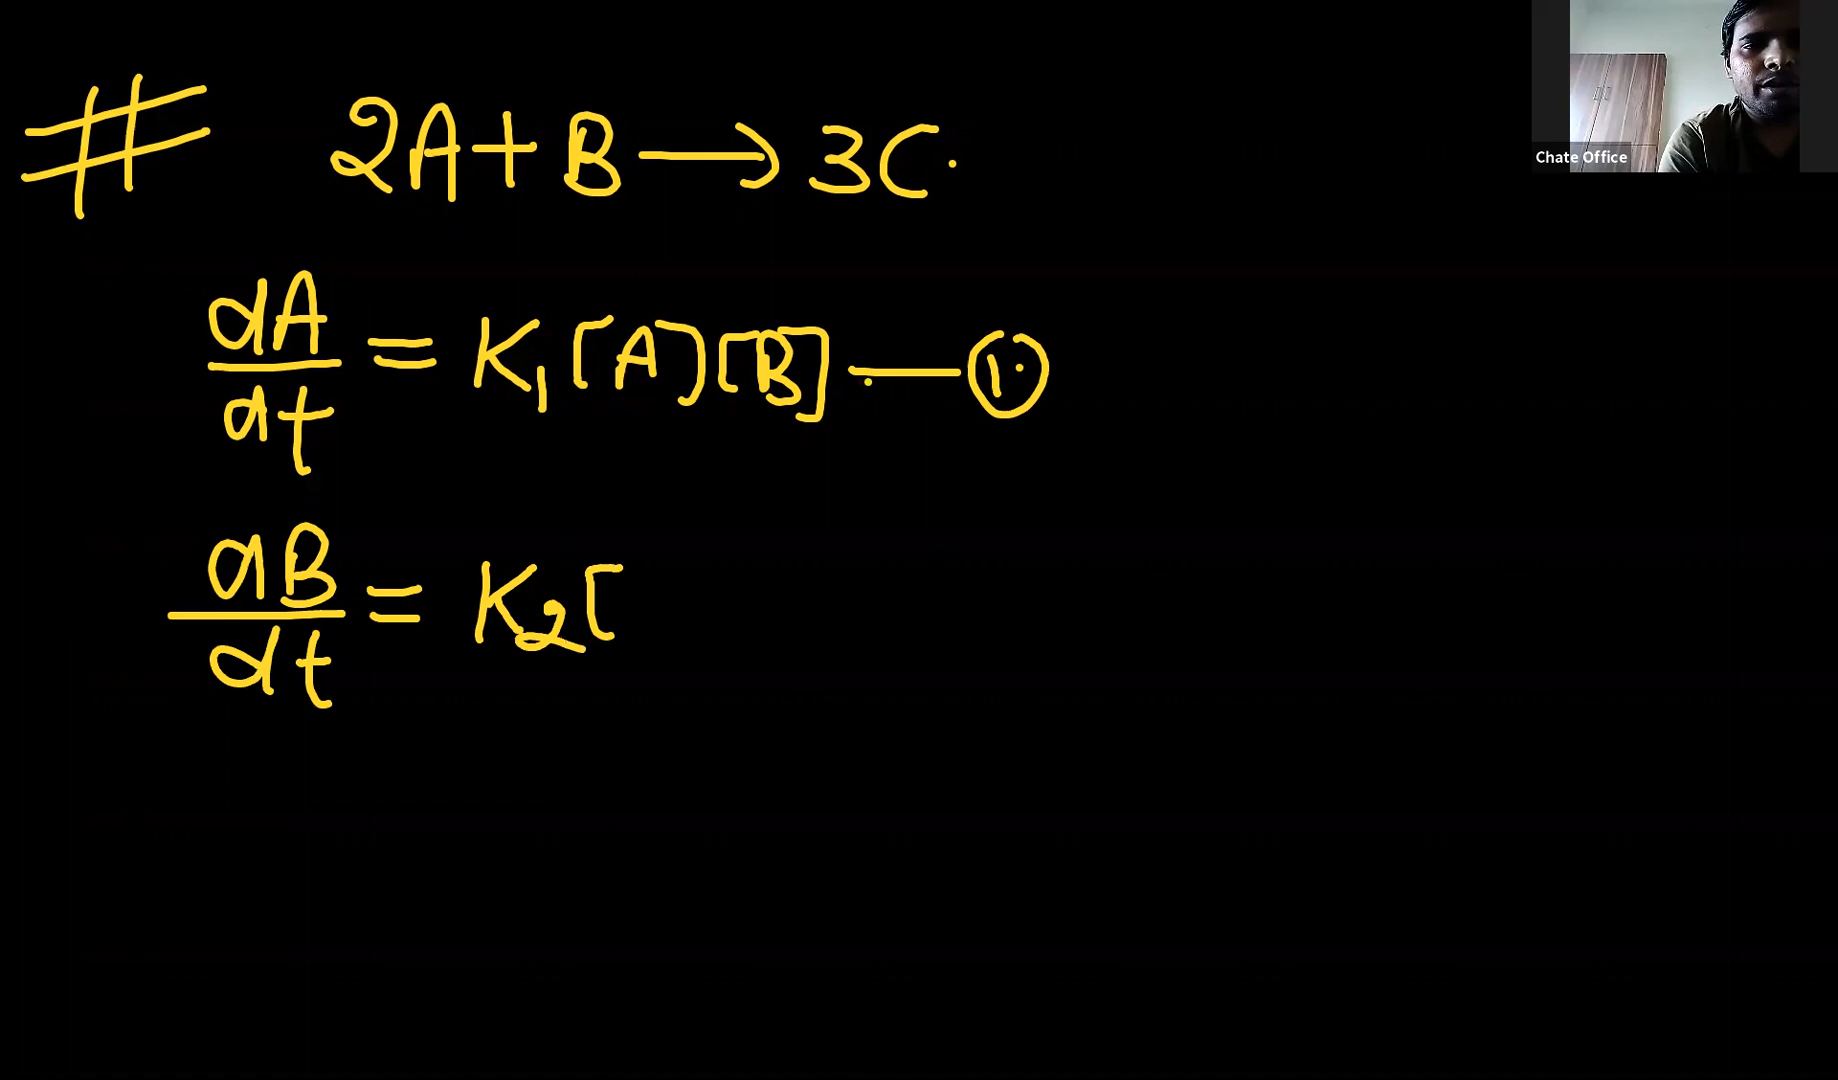 # 2A + B → 3C.
Chate Office
dA/dt = K₁[A][B] — ①
dB/dt = K₂[